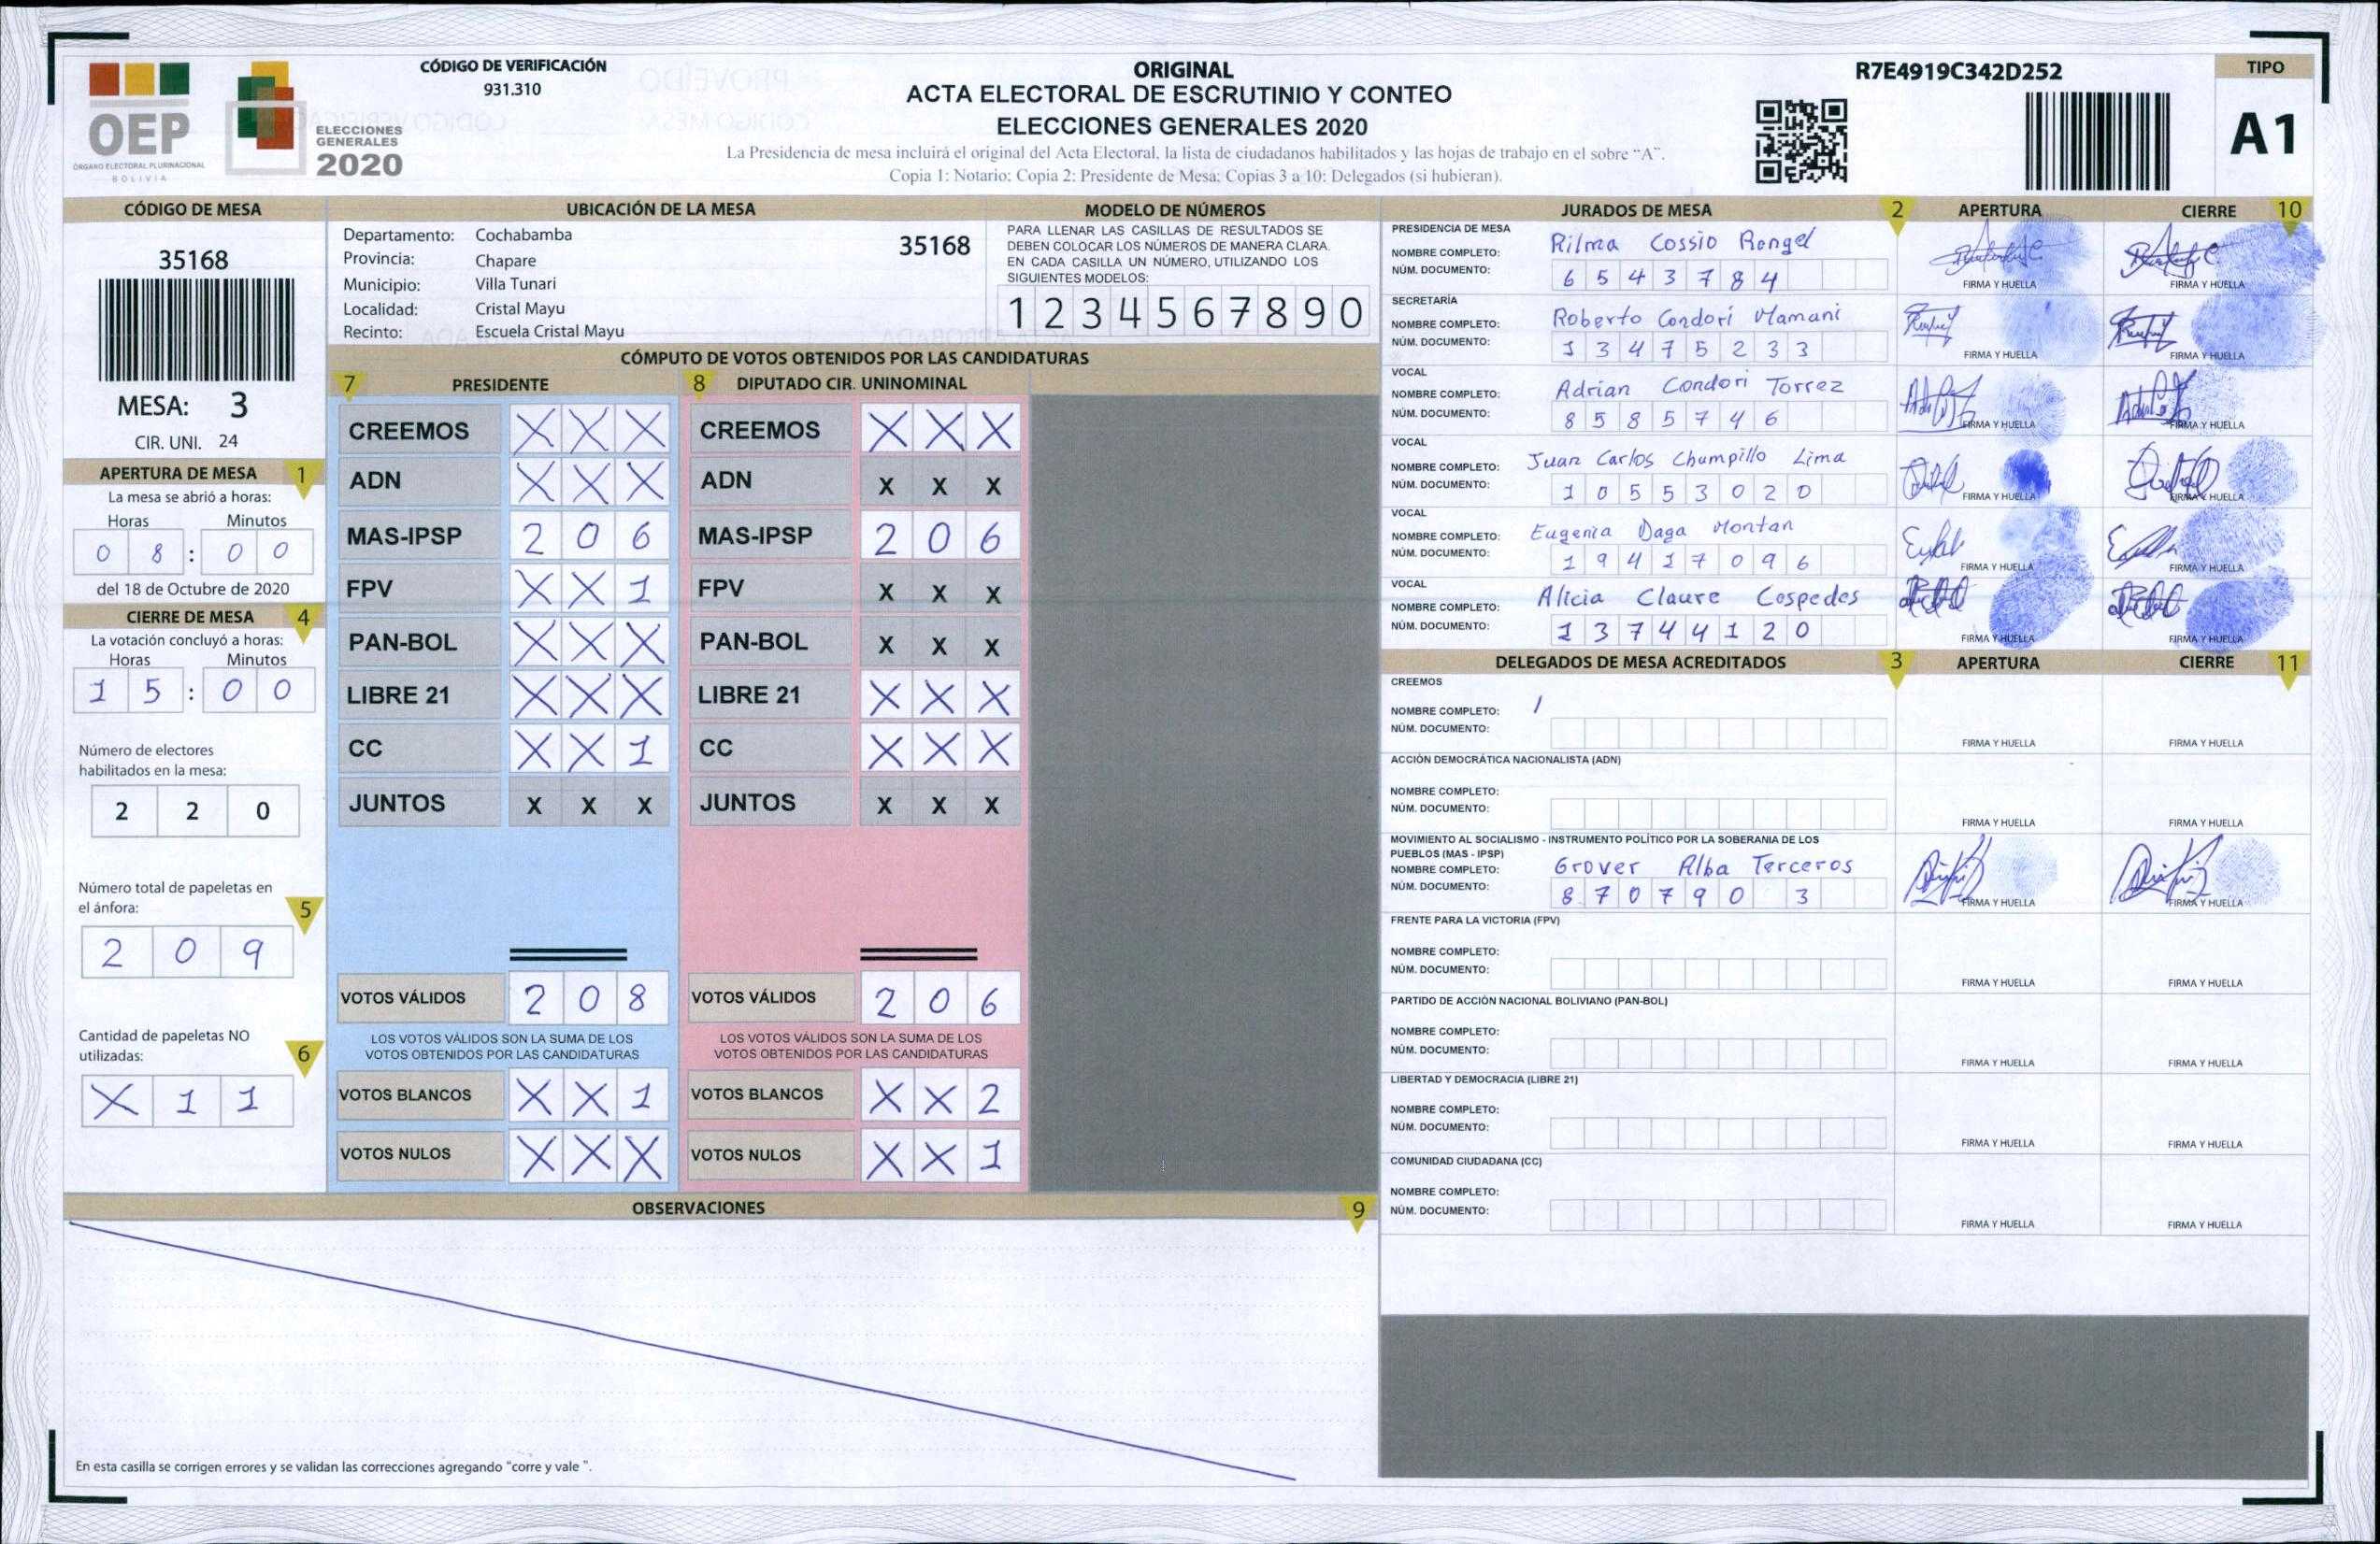 OEP
ÓRGANO ELECTORAL PLURINACIONAL
BOLIVIA
ELECCIONES
GENERALES
2020
CÓDIGO DE VERIFICACIÓN
931.310
ORIGINAL
ACTA ELECTORAL DE ESCRUTINIO Y CONTEO
ELECCIONES GENERALES 2020
La Presidencia de mesa incluirá el original del Acta Electoral, la lista de ciudadanos habilitados y las hojas de trabajo en el sobre "A".
Copia 1: Notario; Copia 2: Presidente de Mesa; Copias 3 a 10: Delegados (si hubieran).
R7E4919C342D252
TIPO
A1
CÓDIGO DE MESA
35168
MESA: 3
CIR. UNI. 24
UBICACIÓN DE LA MESA
Departamento: Cochabamba
Provincia: Chapare
Municipio: Villa Tunari
Localidad: Cristal Mayu
Recinto: Escuela Cristal Mayu
35168
MODELO DE NÚMEROS
PARA LLENAR LAS CASILLAS DE RESULTADOS SE
DEBEN COLOCAR LOS NÚMEROS DE MANERA CLARA.
EN CADA CASILLA UN NÚMERO, UTILIZANDO LOS
SIGUIENTES MODELOS:
1 2 3 4 5 6 7 8 9 0
APERTURA DE MESA 1
La mesa se abrió a horas:
Horas Minutos
0 8 : 0 0
del 18 de Octubre de 2020
CIERRE DE MESA 4
La votación concluyó a horas:
Horas Minutos
1 5 : 0 0
Número de electores
habilitados en la mesa:
2 2 0
Número total de papeletas en
el ánfora: 5
2 0 9
Cantidad de papeletas NO
utilizadas: 6
X 1 1
CÓMPUTO DE VOTOS OBTENIDOS POR LAS CANDIDATURAS
7 PRESIDENTE 8 DIPUTADO CIR. UNINOMINAL
CREEMOS X X X CREEMOS X X X
ADN X X X ADN X X X
MAS-IPSP 2 0 6 MAS-IPSP 2 0 6
FPV X X 1 FPV X X X
PAN-BOL X X X PAN-BOL X X X
LIBRE 21 X X X LIBRE 21 X X X
CC X X 1 CC X X X
JUNTOS X X X JUNTOS X X X
VOTOS VÁLIDOS 2 0 8 VOTOS VÁLIDOS 2 0 6
LOS VOTOS VÁLIDOS SON LA SUMA DE LOS LOS VOTOS VÁLIDOS SON LA SUMA DE LOS
VOTOS OBTENIDOS POR LAS CANDIDATURAS VOTOS OBTENIDOS POR LAS CANDIDATURAS
VOTOS BLANCOS X X 1 VOTOS BLANCOS X X 2
VOTOS NULOS X X X VOTOS NULOS X X 1
OBSERVACIONES 9
En esta casilla se corrigen errores y se validan las correcciones agregando "corre y vale ".
JURADOS DE MESA 2 APERTURA CIERRE 10
PRESIDENCIA DE MESA
NOMBRE COMPLETO: Rilma Cossio Rengel
NÚM. DOCUMENTO: 6 5 4 3 7 8 4
FIRMA Y HUELLA FIRMA Y HUELLA
SECRETARÍA
NOMBRE COMPLETO: Roberto Condori Mamani
NÚM. DOCUMENTO: 1 3 4 7 5 2 3 3
FIRMA Y HUELLA FIRMA Y HUELLA
VOCAL
NOMBRE COMPLETO: Adrian Condori Torrez
NÚM. DOCUMENTO: 8 5 8 5 7 4 6
FIRMA Y HUELLA FIRMA Y HUELLA
VOCAL
NOMBRE COMPLETO: Juan Carlos Chumpillo Lima
NÚM. DOCUMENTO: 1 0 5 5 3 0 2 0
FIRMA Y HUELLA FIRMA Y HUELLA
VOCAL
NOMBRE COMPLETO: Eugenia Daga Montan
NÚM. DOCUMENTO: 1 9 4 1 7 0 9 6
FIRMA Y HUELLA FIRMA Y HUELLA
VOCAL
NOMBRE COMPLETO: Alicia Claure Cespedes
NÚM. DOCUMENTO: 1 3 7 4 4 1 2 0
FIRMA Y HUELLA FIRMA Y HUELLA
DELEGADOS DE MESA ACREDITADOS 3 APERTURA CIERRE 11
CREEMOS
NOMBRE COMPLETO: /
NÚM. DOCUMENTO:
FIRMA Y HUELLA FIRMA Y HUELLA
ACCIÓN DEMOCRÁTICA NACIONALISTA (ADN)
NOMBRE COMPLETO:
NÚM. DOCUMENTO:
FIRMA Y HUELLA FIRMA Y HUELLA
MOVIMIENTO AL SOCIALISMO - INSTRUMENTO POLÍTICO POR LA SOBERANIA DE LOS
PUEBLOS (MAS - IPSP)
NOMBRE COMPLETO: Grover Alba Terceros
NÚM. DOCUMENTO: 8 7 0 7 9 0 3
FIRMA Y HUELLA FIRMA Y HUELLA
FRENTE PARA LA VICTORIA (FPV)
NOMBRE COMPLETO:
NÚM. DOCUMENTO:
FIRMA Y HUELLA FIRMA Y HUELLA
PARTIDO DE ACCIÓN NACIONAL BOLIVIANO (PAN-BOL)
NOMBRE COMPLETO:
NÚM. DOCUMENTO:
FIRMA Y HUELLA FIRMA Y HUELLA
LIBERTAD Y DEMOCRACIA (LIBRE 21)
NOMBRE COMPLETO:
NÚM. DOCUMENTO:
FIRMA Y HUELLA FIRMA Y HUELLA
COMUNIDAD CIUDADANA (CC)
NOMBRE COMPLETO:
NÚM. DOCUMENTO:
FIRMA Y HUELLA FIRMA Y HUELLA